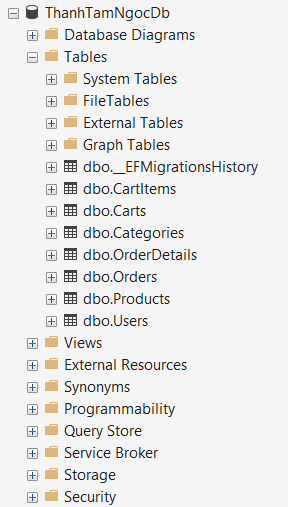 ThanhTamNgocDb
Database Diagrams
Tables
System Tables
FileTables
External Tables
Graph Tables
dbo.__EFMigrationsHistory
dbo.CartItems
dbo.Carts
dbo.Categories
dbo.OrderDetails
dbo.Orders
dbo.Products
dbo.Users
Views
External Resources
Synonyms
Programmability
Query Store
Service Broker
Storage
Security